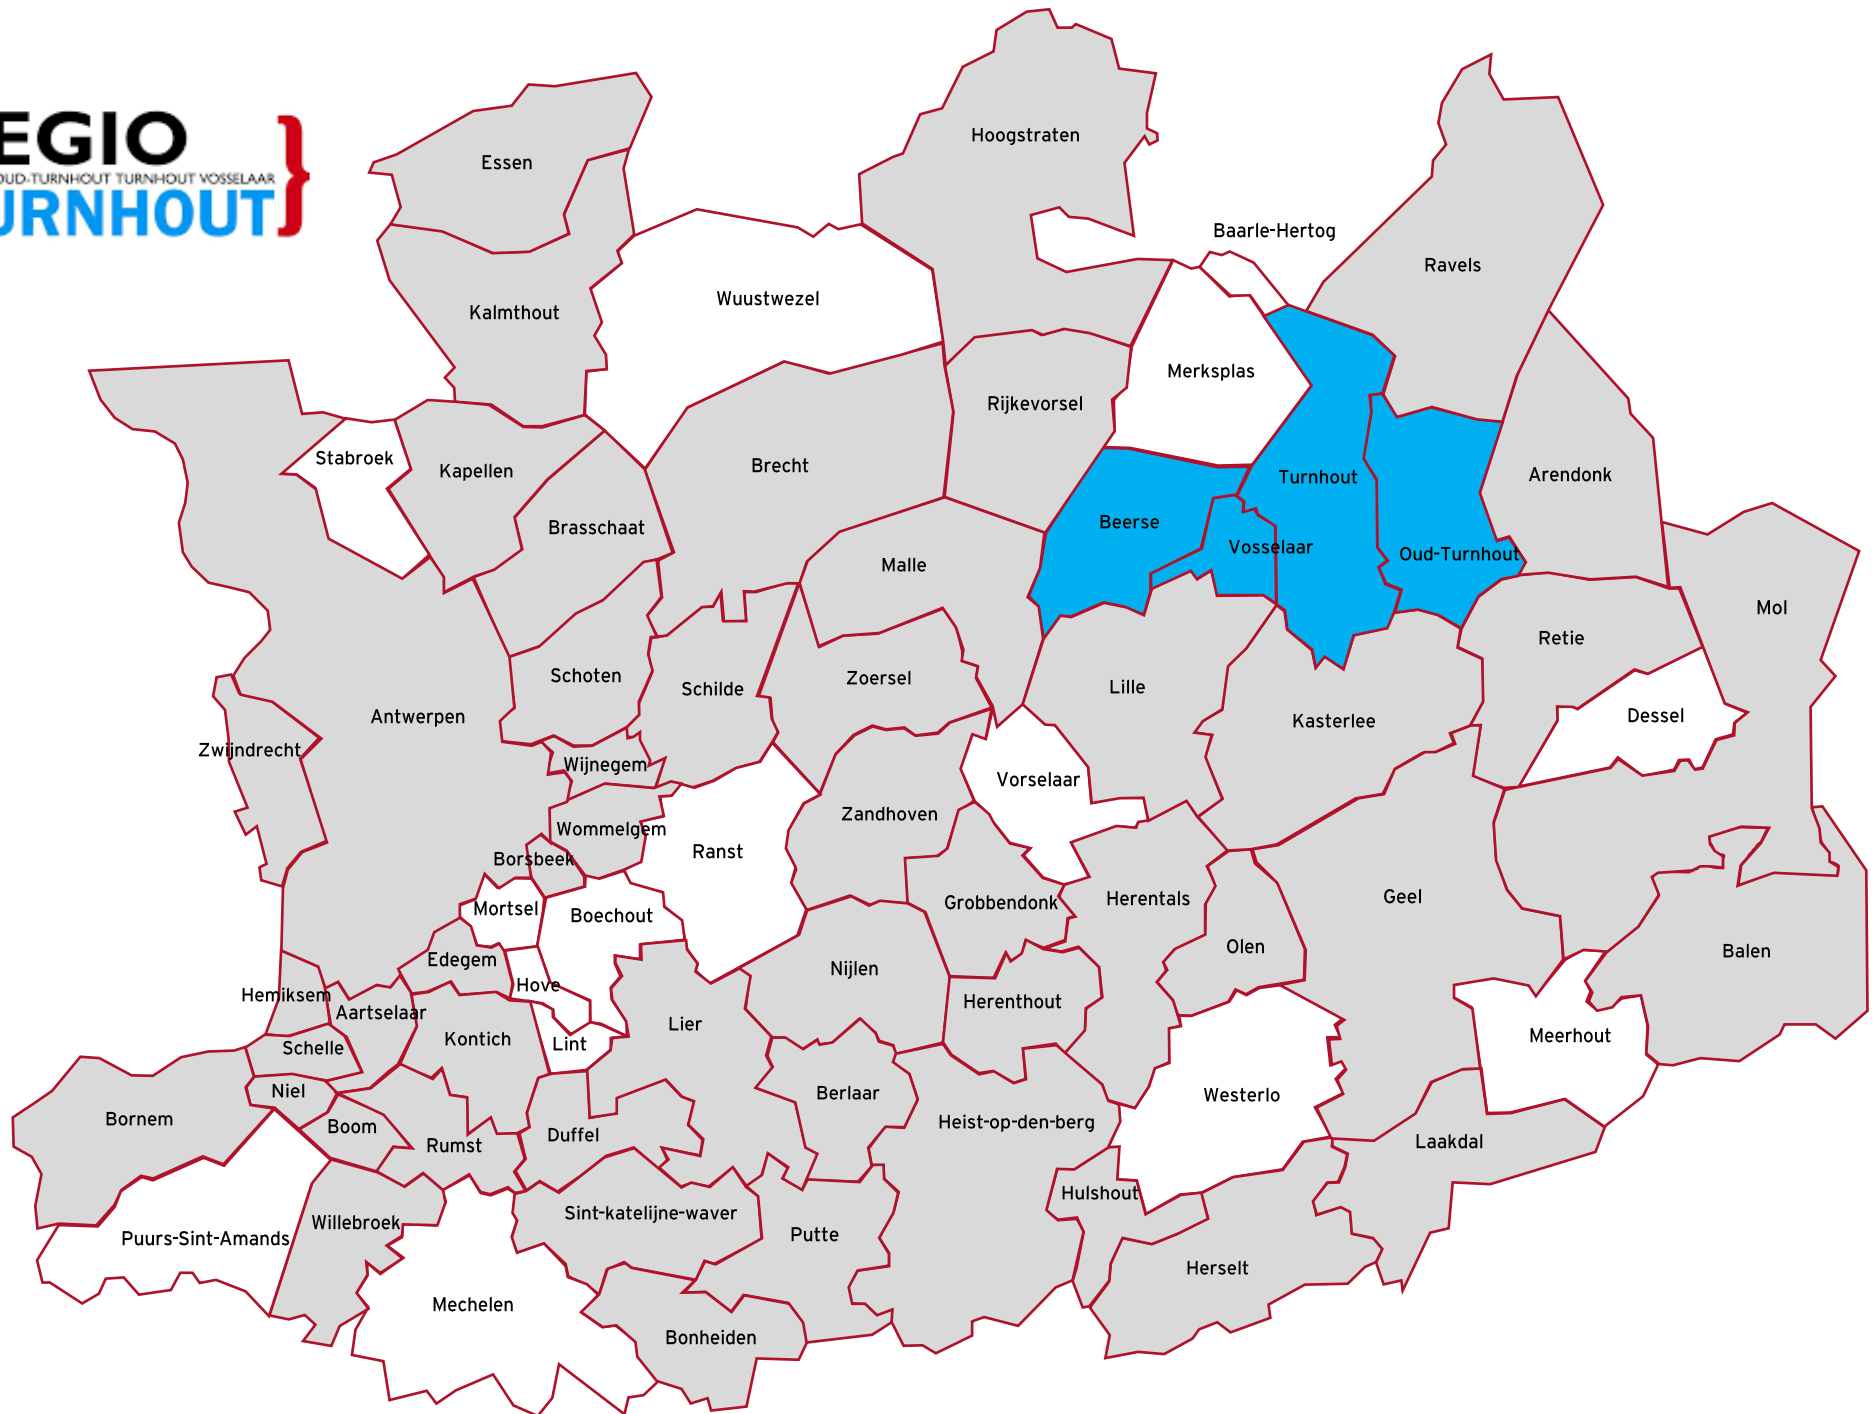 EGIO
OUD-TURNHOUT TURNHOUT VOSSELAAR
URNHOUT
Essen
Hoogstraten
Baarle-Hertog
Ravels
Kalmthout
Wuustwezel
Merksplas
Rijkevorsel
Stabroek
Kapellen
Brecht
Turnhout
Arendonk
Brasschaat
Beerse
Vosselaar
Oud-Turnhout
Malle
Mol
Retie
Schoten
Schilde
Zoersel
Lille
Antwerpen
Kasterlee
Dessel
Zwijndrecht
Wijnegem
Vorselaar
Zandhoven
Wommelgem
Ranst
Borsbeek
Geel
Grobbendonk
Herentals
Mortsel
Boechout
Olen
Balen
Edegem
Nijlen
Hove
Hemiksem
Herenthout
Aartselaar
Lier
Kontich
Lint
Meerhout
Schelle
Niel
Berlaar
Westerlo
Bornem
Boom
Heist-op-den-berg
Rumst
Duffel
Laakdal
Hulshout
Sint-katelijne-waver
Willebroek
Puurs-Sint-Amands
Putte
Herselt
Mechelen
Bonheiden